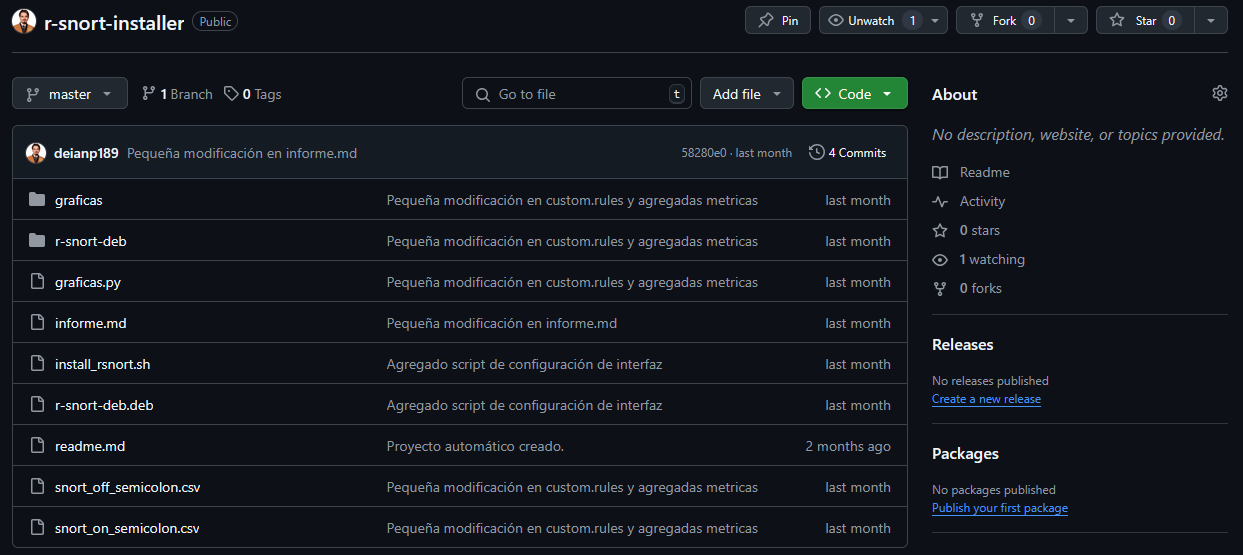 r-snort-installer Public Pin Unwatch 1 Fork 0 Star 0
master 1 Branch 0 Tags Go to file t Add file Code
deianp189 Pequeña modificación en informe.md 58280e0 · last month 4 Commits
graficas Pequeña modificación en custom.rules y agregadas metricas last month
r-snort-deb Pequeña modificación en custom.rules y agregadas metricas last month
graficas.py Pequeña modificación en custom.rules y agregadas metricas last month
informe.md Pequeña modificación en informe.md last month
install_rsnort.sh Agregado script de configuración de interfaz last month
r-snort-deb.deb Agregado script de configuración de interfaz last month
readme.md Proyecto automático creado. 2 months ago
snort_off_semicolon.csv Pequeña modificación en custom.rules y agregadas metricas last month
snort_on_semicolon.csv Pequeña modificación en custom.rules y agregadas metricas last month
About
No description, website, or topics provided.
Readme
Activity
0 stars
1 watching
0 forks
Releases
No releases published
Create a new release
Packages
No packages published
Publish your first package